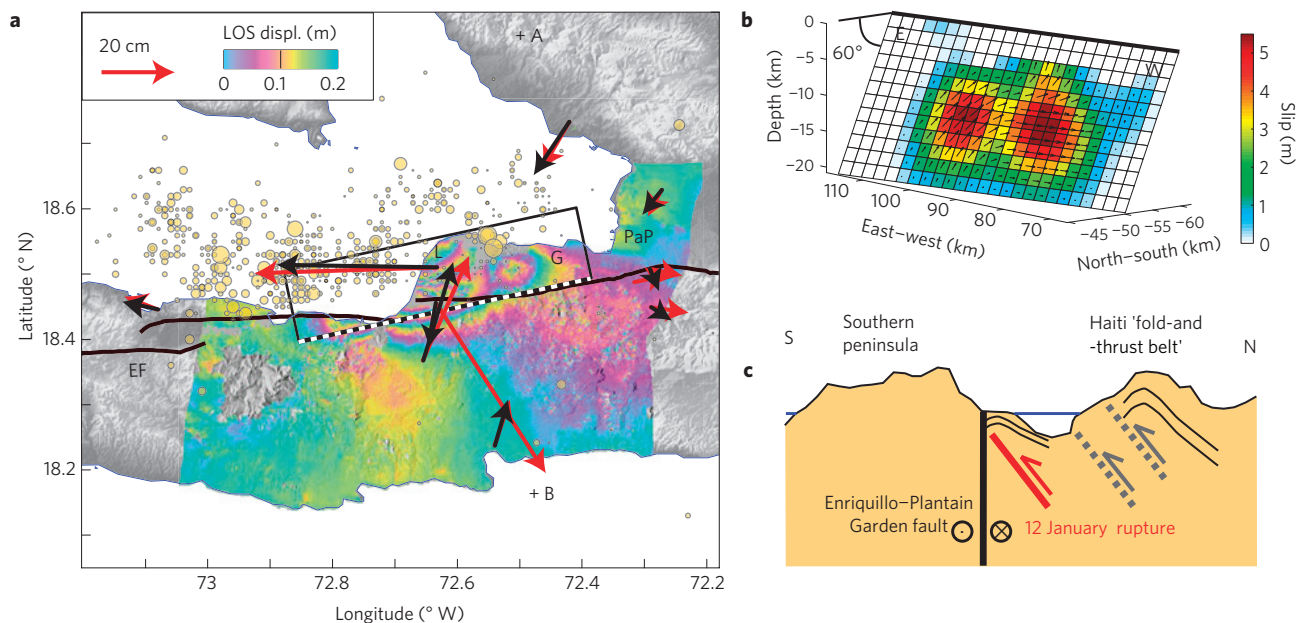 a
20 cm
LOS displ. (m)
0 0.1 0.2
+ A
18.6
18.4
18.2
Latitude (° N)
PaP
L
G
EF
+ B
73 72.8 72.6 72.4 72.2
Longitude (° W)
b
0
-5
-10
-15
-20
Depth (km)
60°
E
W
110 100 90 80 70
East-west (km)
-45 -50 -55 -60
North-south (km)
5
4
3
2
1
0
Slip (m)
c
S
Southern
peninsula
Haiti 'fold-and
-thrust belt'
N
Enriquillo-Plantain
Garden fault
12 January rupture